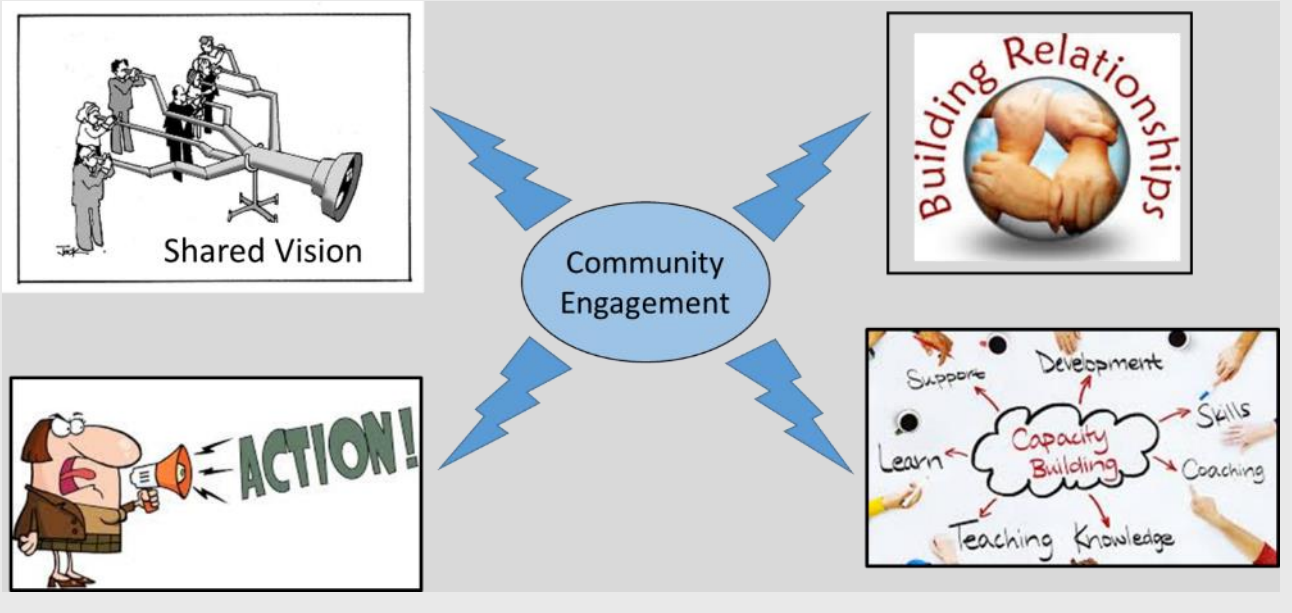 Shared Vision
Building Relationships
Community
Engagement
ACTION!
Support
Development
Skills
Learn
Capacity
Building
Coaching
Teaching
Knowledge